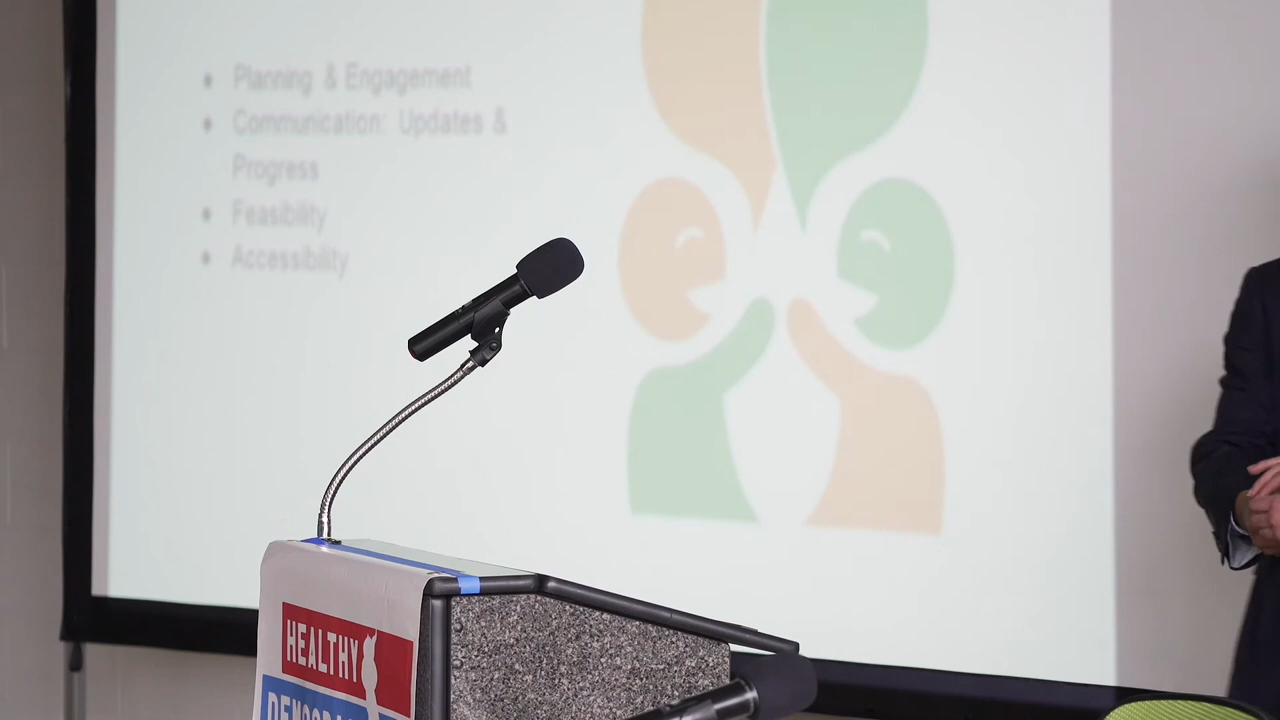 • Planning & Engagement
• Communication: Updates &
Progress
• Feasibility
• Accessibility
HEALTHY